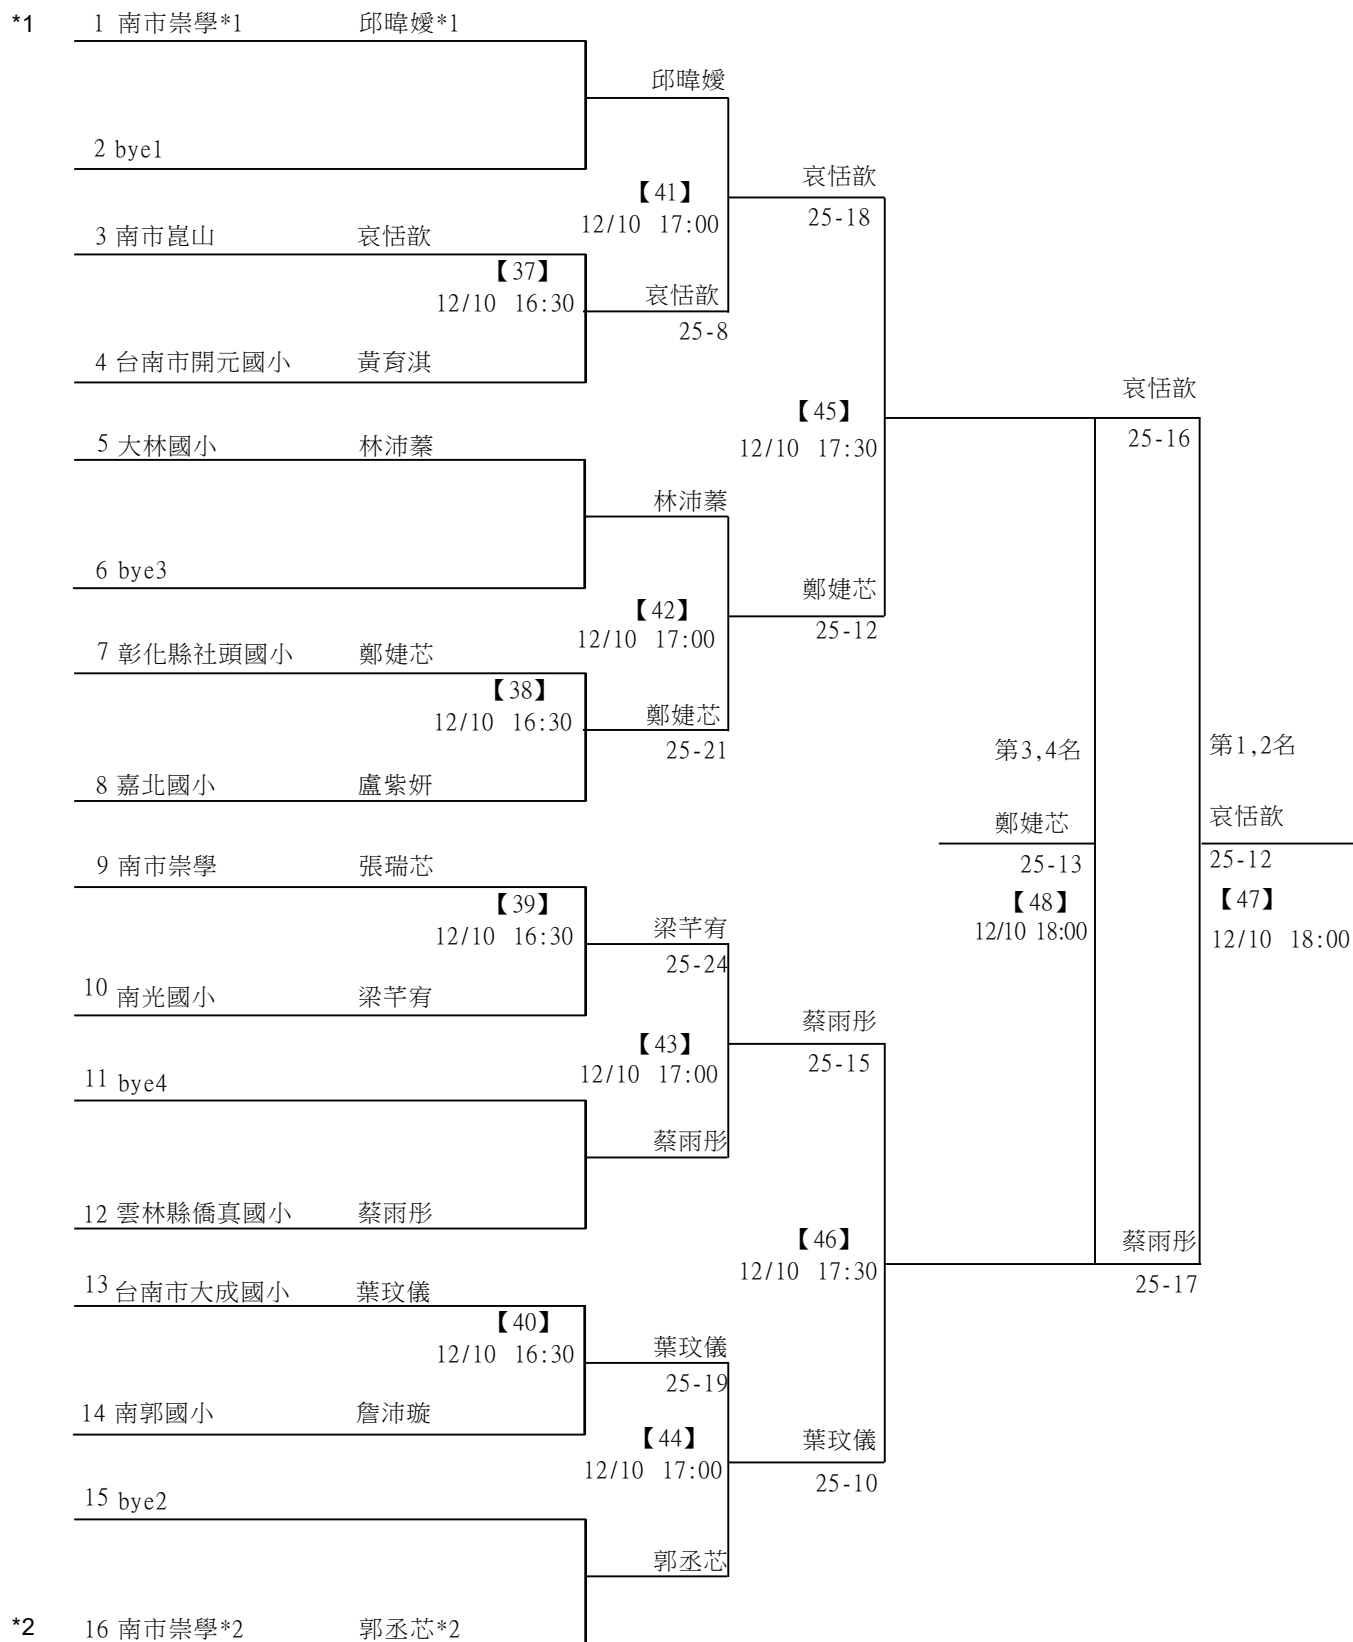 *1 1 南市崇學*1 邱暐嬡*1
邱暐嬡
2 bye1
哀恬歆
【41】
25-18
12/10 17:00
3 南市崑山 哀恬歆
【37】
哀恬歆
12/10 16:30
25-8
4 台南市開元國小 黃育淇
哀恬歆
【45】
25-16
5 大林國小 林沛蓁
12/10 17:30
林沛蓁
6 bye3
鄭婕芯
【42】
25-12
12/10 17:00
7 彰化縣社頭國小 鄭婕芯
【38】
鄭婕芯
12/10 16:30
25-21
第3,4名 第1,2名
8 嘉北國小 盧紫妍
鄭婕芯 哀恬歆
9 南市崇學 張瑞芯
25-13 25-12
【39】
【48】 【47】
梁芊宥
12/10 16:30
12/10 18:00 12/10 18:00
25-24
10 南光國小 梁芊宥
蔡雨彤
【43】
25-15
12/10 17:00
11 bye4
蔡雨彤
12 雲林縣僑真國小 蔡雨彤
【46】
蔡雨彤
12/10 17:30
25-17
13 台南市大成國小 葉玟儀
【40】
葉玟儀
12/10 16:30
25-19
14 南郭國小 詹沛璇
【44】
葉玟儀
12/10 17:00
25-10
15 bye2
郭丞芯
*2 16 南市崇學*2 郭丞芯*2